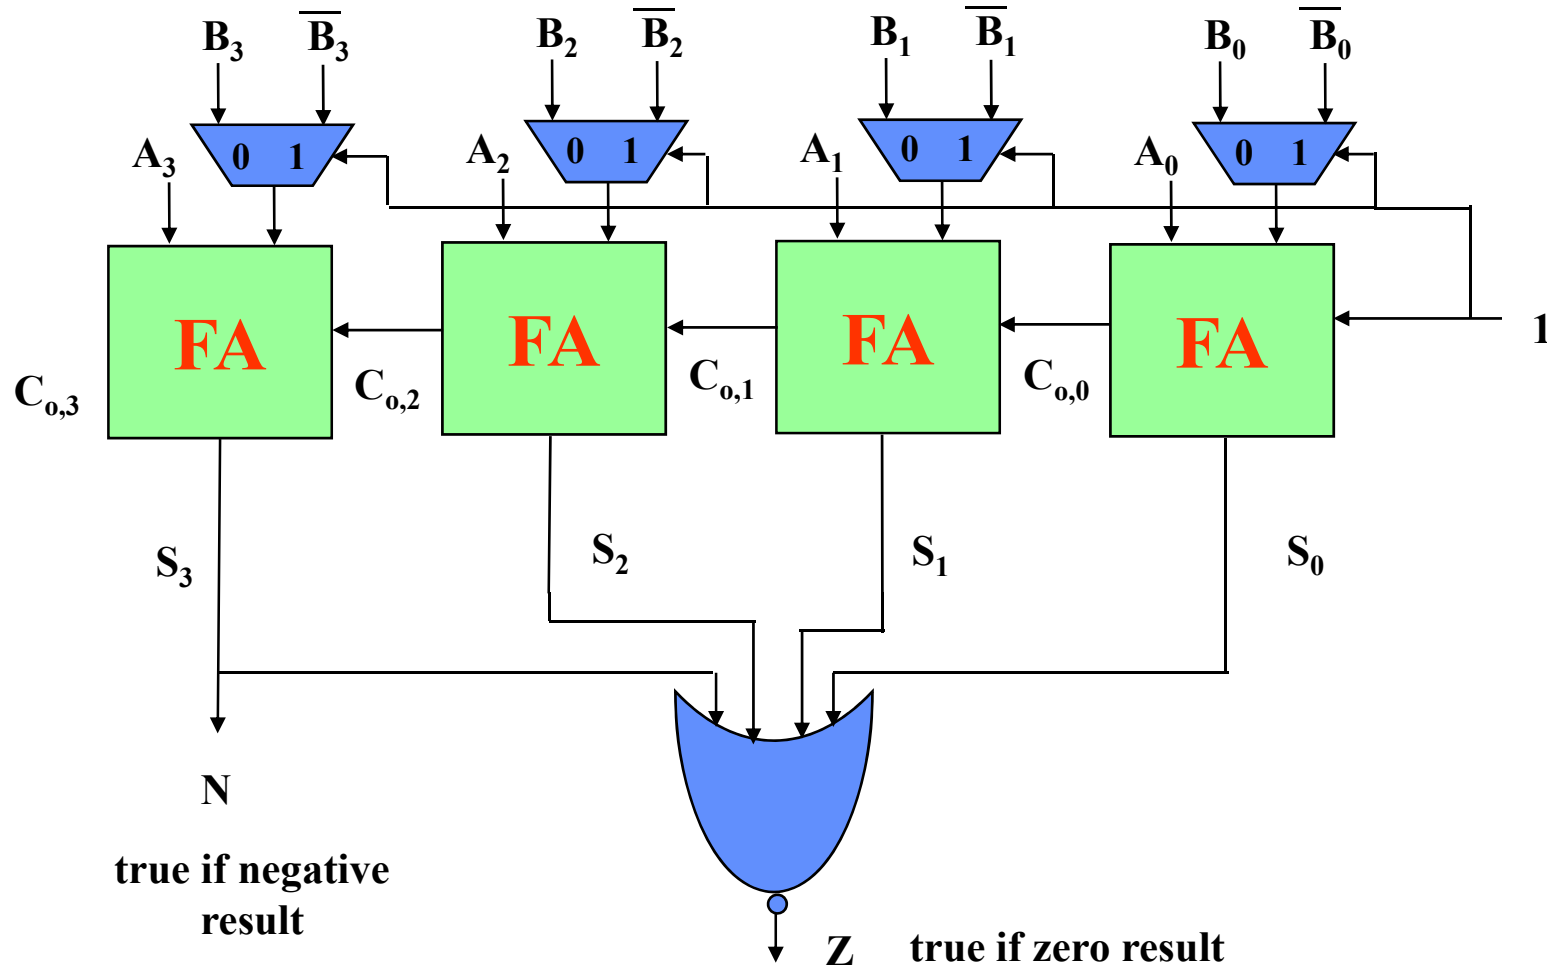 B₃ B̅₃ B₂ B̅₂ B₁ B̅₁ B₀ B̅₀
A₃ 0 1 A₂ 0 1 A₁ 0 1 A₀ 0 1
FA FA FA FA 1
Cₒ,₃ Cₒ,₂ Cₒ,₁ Cₒ,₀
S₃ S₂ S₁ S₀
N
true if negative
result
Z true if zero result